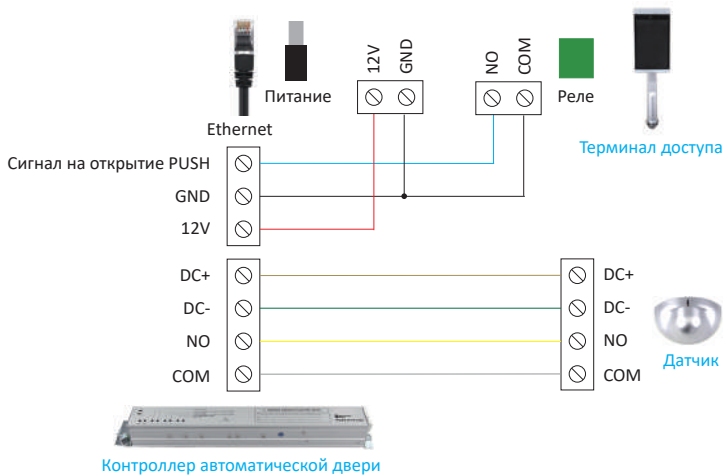 12V
GND
NO
COM
Питание
Реле
Ethernet
Терминал доступа
Сигнал на открытие PUSH
GND
12V
DC+
DC-
NO
COM
DC+
DC-
NO
COM
Датчик
Контроллер автоматической двери